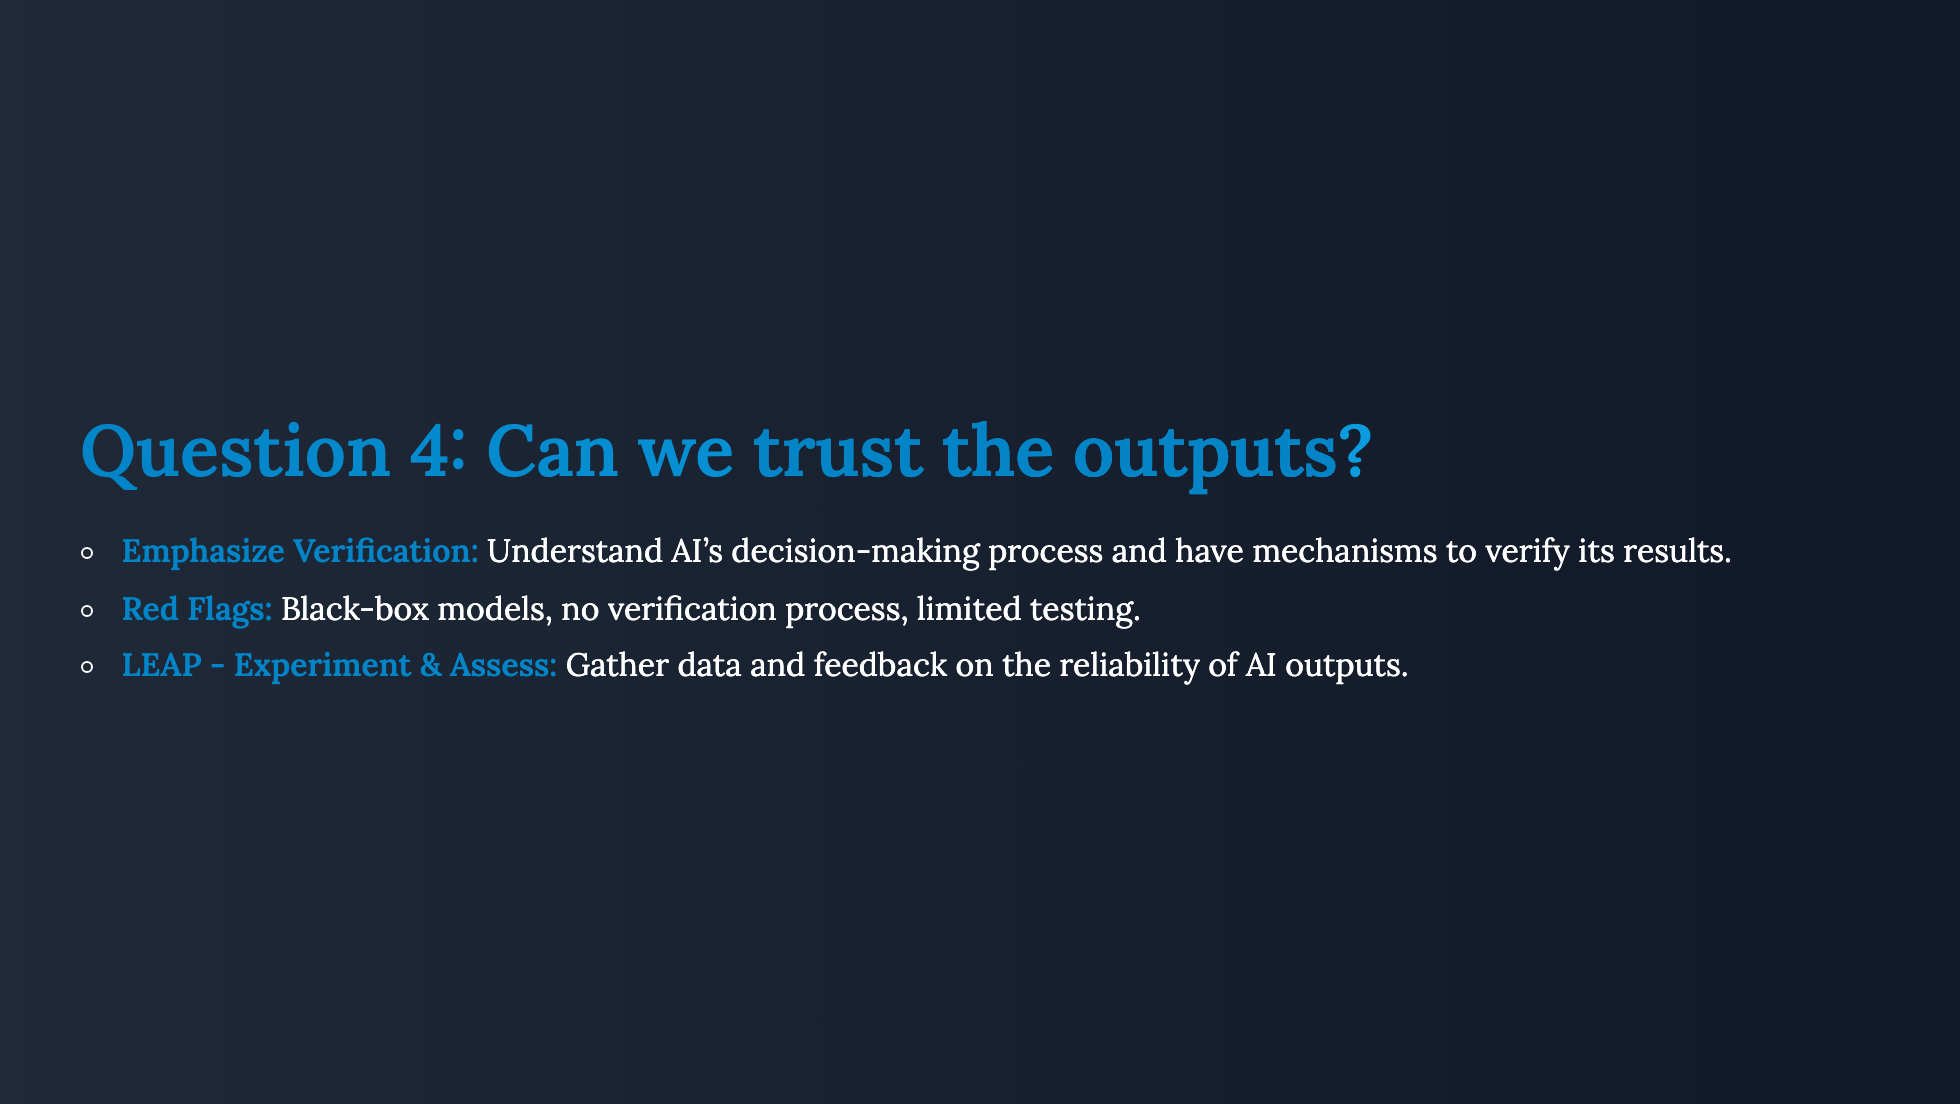 Question 4: Can we trust the outputs?
Emphasize Verification: Understand AI’s decision-making process and have mechanisms to verify its results.
Red Flags: Black-box models, no verification process, limited testing.
LEAP - Experiment & Assess: Gather data and feedback on the reliability of AI outputs.